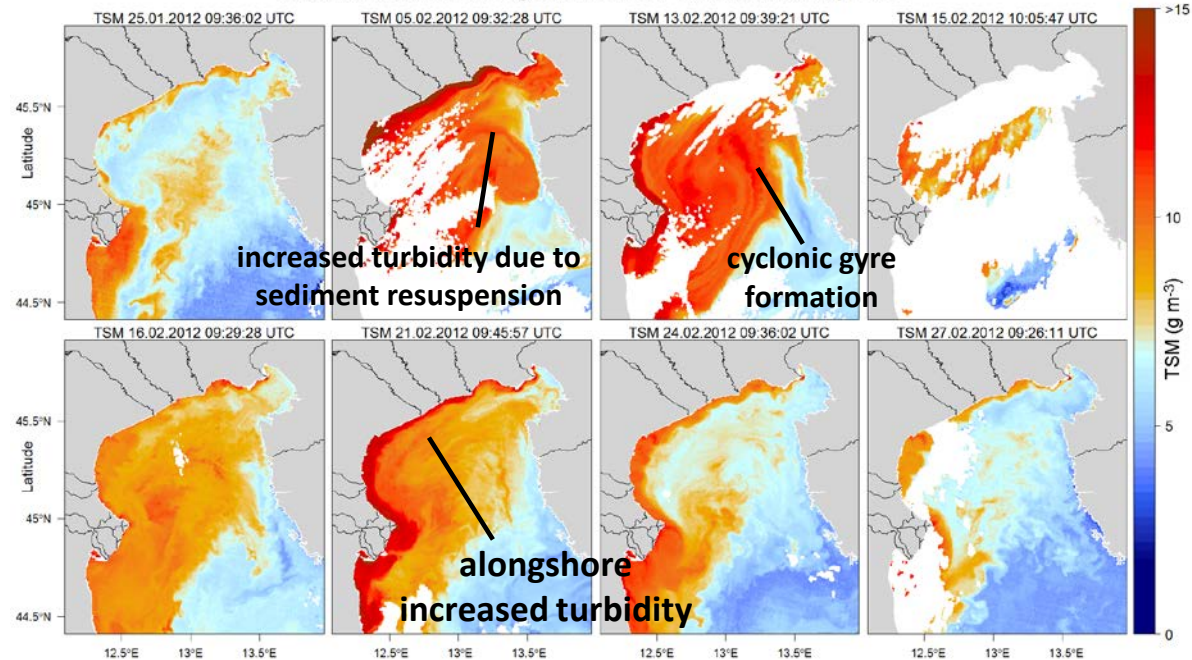 TSM 25.01.2012 09:36:02 UTC
TSM 05.02.2012 09:32:28 UTC
TSM 13.02.2012 09:39:21 UTC
TSM 15.02.2012 10:05:47 UTC
>15
45.5°N
Latitude
45°N
44.5°N
increased turbidity due to
sediment resuspension
cyclonic gyre
formation
10
TSM (g m-3)
5
0
TSM 16.02.2012 09:29:28 UTC
TSM 21.02.2012 09:45:57 UTC
TSM 24.02.2012 09:36:02 UTC
TSM 27.02.2012 09:26:11 UTC
45.5°N
Latitude
45°N
44.5°N
alongshore
increased turbidity
12.5°E 13°E 13.5°E
12.5°E 13°E 13.5°E
12.5°E 13°E 13.5°E
12.5°E 13°E 13.5°E